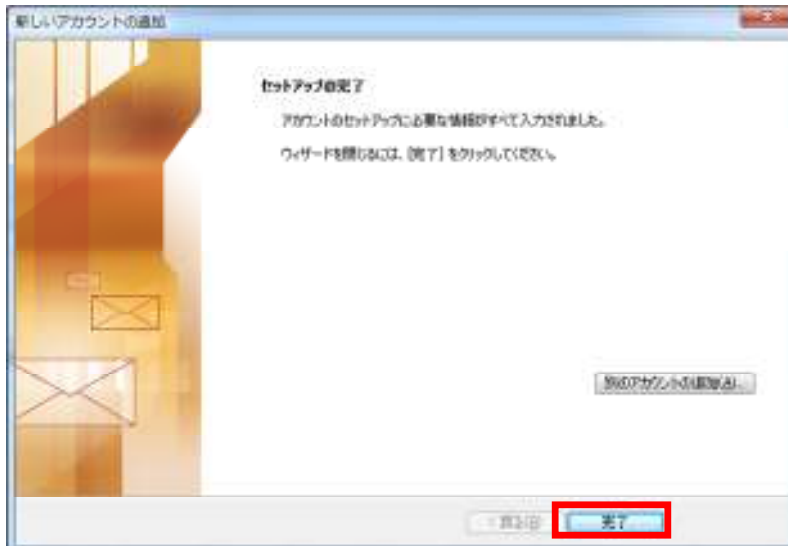 新しいアカウントの追加
セットアップの完了
アカウントのセットアップに必要な情報がすべて入力されました。
ウィザードを閉じるには、[完了] をクリックしてください。
別のアカウントの追加(A)...
< 戻る(B)
完了